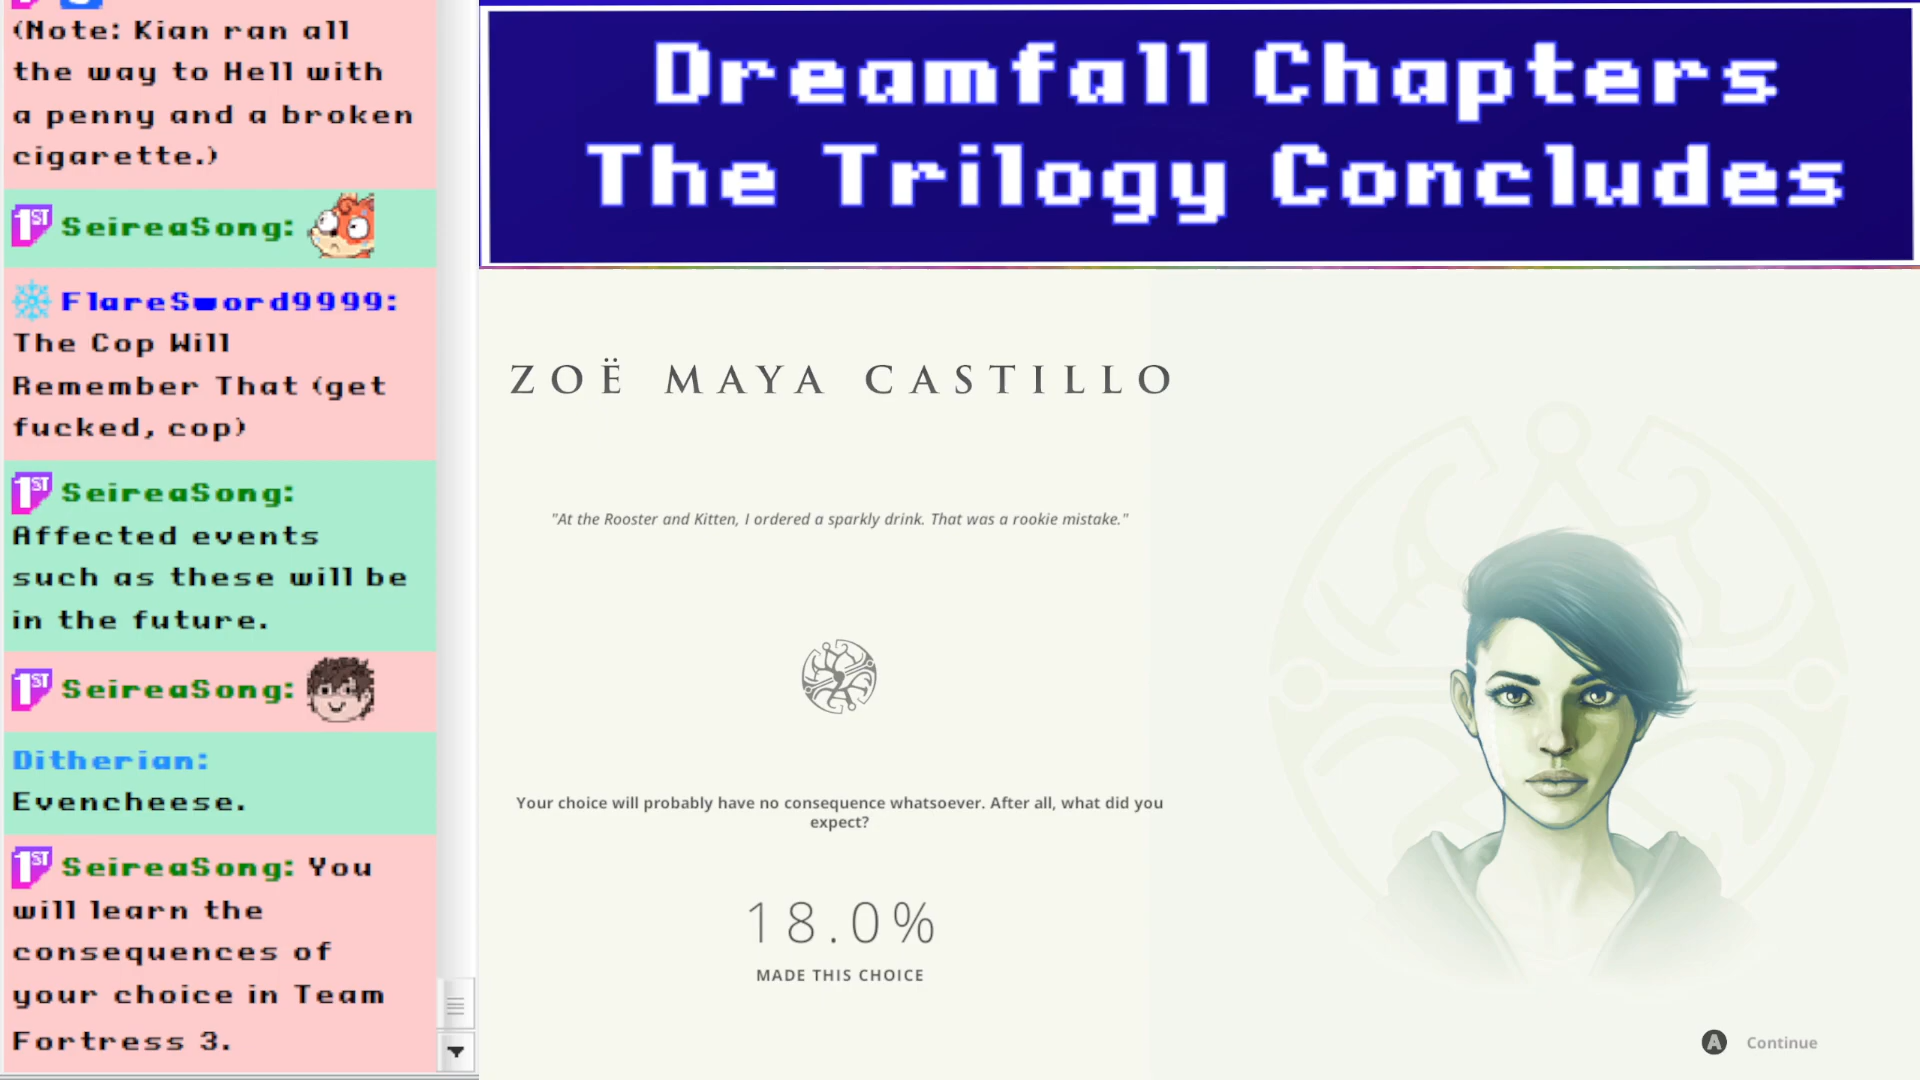 (Note: Kian ran all
the way to Hell with
a penny and a broken
cigarette.)
1ST SeireaSong:
FlareSword9999:
The Cop Will
Remember That (get
fucked, cop)
1ST SeireaSong:
Affected events
such as these will be
in the future.
1ST SeireaSong:
Ditherian:
Evencheese.
1ST SeireaSong: You
will learn the
consequences of
your choice in Team
Fortress 3.
Dreamfall Chapters
The Trilogy Concludes
ZOË MAYA CASTILLO
"At the Rooster and Kitten, I ordered a sparkly drink. That was a rookie mistake."
Your choice will probably have no consequence whatsoever. After all, what did you
expect?
18.0%
MADE THIS CHOICE
A Continue